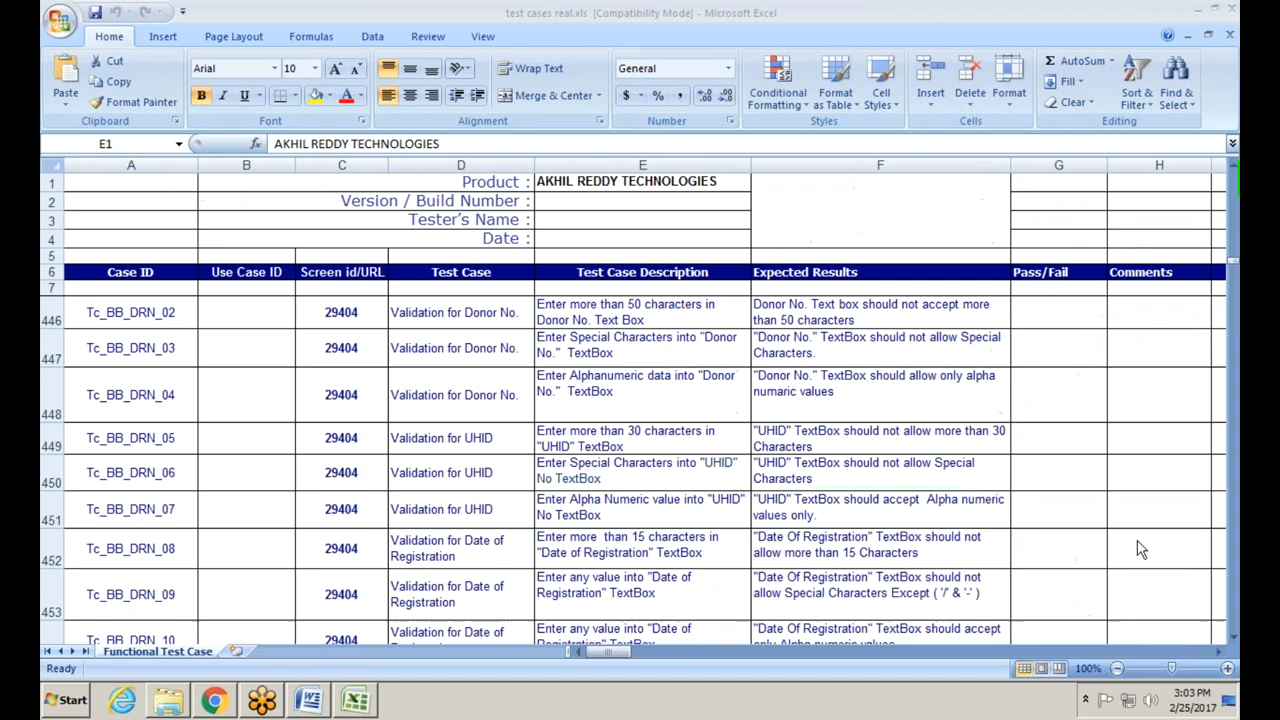 test cases real.xls [Compatibility Mode] - Microsoft Excel
Home Insert Page Layout Formulas Data Review View
Paste
Cut
Copy
Format Painter
Arial 10
Wrap Text
Merge & Center
General
Conditional Formatting
Format as Table
Cell Styles
Insert
Delete
Format
AutoSum
Fill
Clear
Sort & Filter
Find & Select
Clipboard Font Alignment Number Styles Cells Editing
E1 AKHIL REDDY TECHNOLOGIES
A B C D E F G H
1 Product : AKHIL REDDY TECHNOLOGIES
2 Version / Build Number :
3 Tester's Name :
4 Date :
5
6 Case ID Use Case ID Screen id/URL Test Case Test Case Description Expected Results Pass/Fail Comments
7
446 Tc_BB_DRN_02 29404 Validation for Donor No. Enter more than 50 characters in Donor No. Text Box Donor No. Text box should not accept more than 50 characters
447 Tc_BB_DRN_03 29404 Validation for Donor No. Enter Special Characters into "Donor No." TextBox "Donor No." TextBox should not allow Special Characters.
448 Tc_BB_DRN_04 29404 Validation for Donor No. Enter Alphanumeric data into "Donor No." TextBox "Donor No." TextBox should allow only alpha numaric values
449 Tc_BB_DRN_05 29404 Validation for UHID Enter more than 30 characters in "UHID" TextBox "UHID" TextBox should not allow more than 30 Characters
450 Tc_BB_DRN_06 29404 Validation for UHID Enter Special Characters into "UHID" No TextBox "UHID" TextBox should not allow Special Characters
451 Tc_BB_DRN_07 29404 Validation for UHID Enter Alpha Numeric value into "UHID" No TextBox "UHID" TextBox should accept Alpha numeric values only.
452 Tc_BB_DRN_08 29404 Validation for Date of Registration Enter more than 15 characters in "Date of Registration" TextBox "Date Of Registration" TextBox should not allow more than 15 Characters
453 Tc_BB_DRN_09 29404 Validation for Date of Registration Enter any value into "Date of Registration" TextBox "Date Of Registration" TextBox should not allow Special Characters Except ( '/' & '-' )
Tc_BB_DRN_10 29404 Validation for Date of Enter any value into "Date of Registration" TextBox "Date Of Registration" TextBox should accept only Alpha numeric values
Functional Test Case
Ready 100%
Start
3:03 PM
2/25/2017